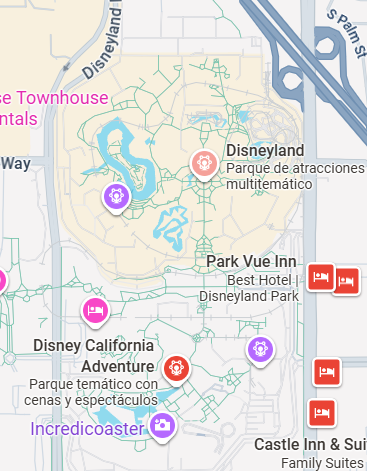 Disneyland
S Palm St
se Townhouse
entals
Way
Disneyland
Parque de atracciones
multitemático
Park Vue Inn
Best Hotel |
Disneyland Park
Disney California
Adventure
Parque temático con
cenas y espectáculos
Incredicoaster
Castle Inn & Sui
Family Suites